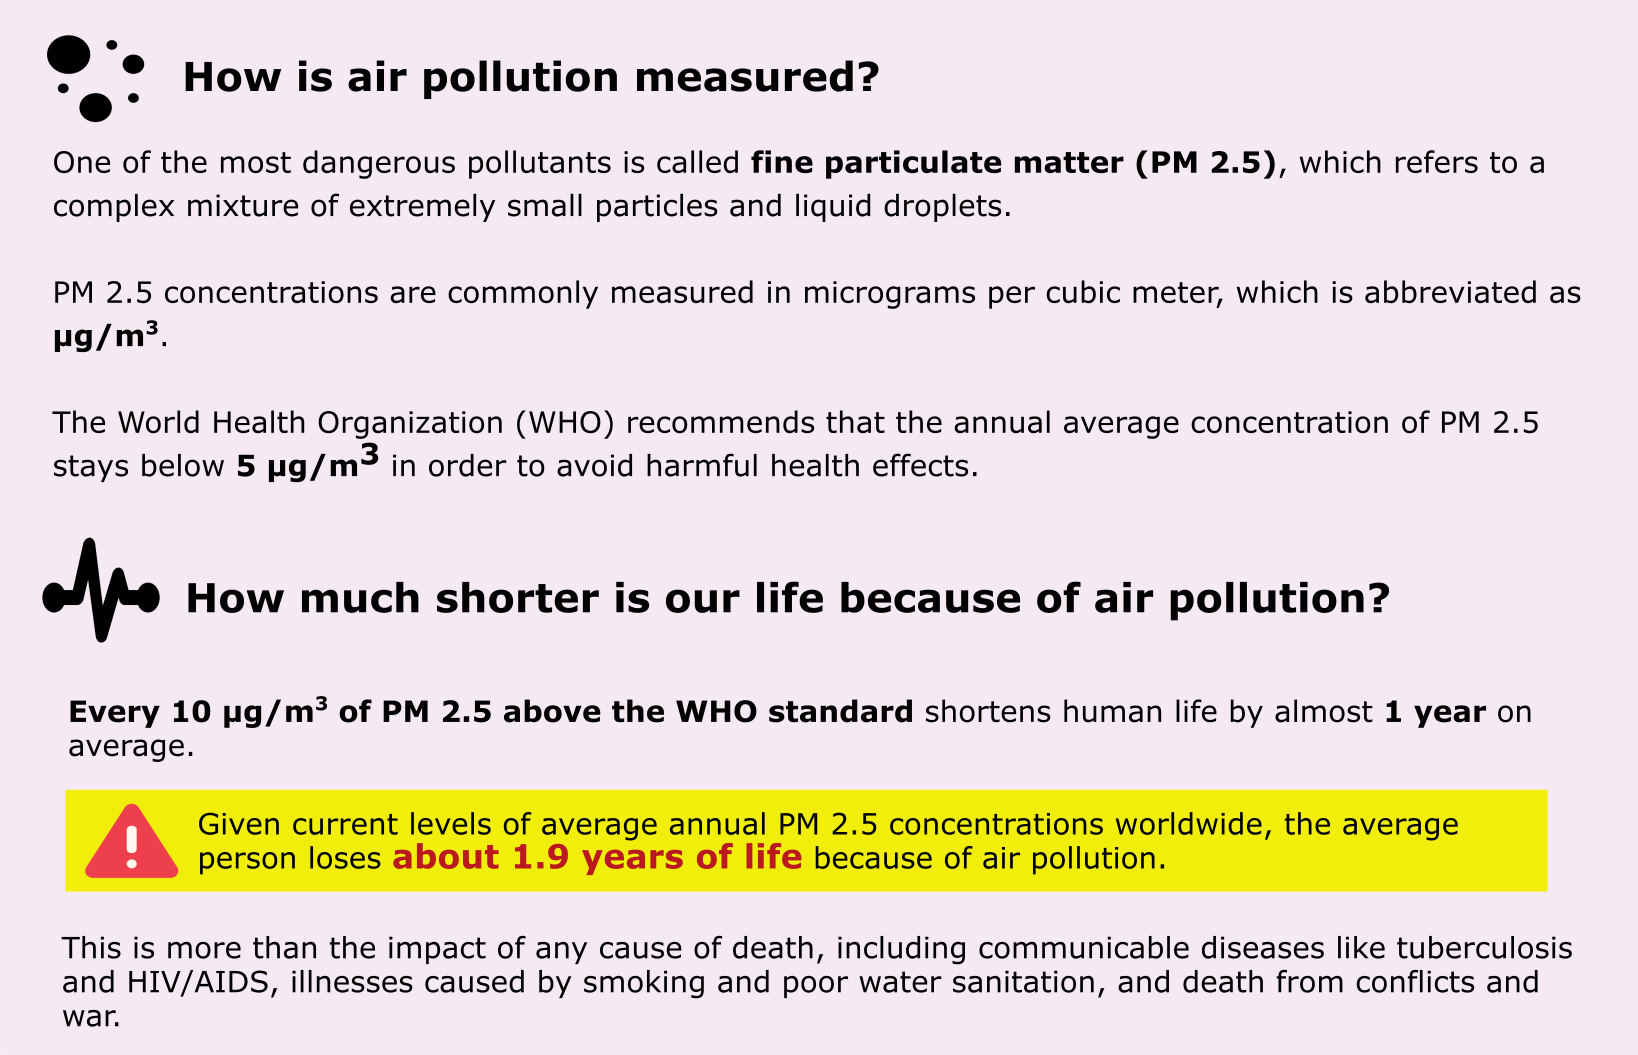 How is air pollution measured?
One of the most dangerous pollutants is called fine particulate matter (PM 2.5), which refers to a
complex mixture of extremely small particles and liquid droplets.
PM 2.5 concentrations are commonly measured in micrograms per cubic meter, which is abbreviated as
µg/m³.
The World Health Organization (WHO) recommends that the annual average concentration of PM 2.5
stays below 5 µg/m³ in order to avoid harmful health effects.
How much shorter is our life because of air pollution?
Every 10 µg/m³ of PM 2.5 above the WHO standard shortens human life by almost 1 year on
average.
Given current levels of average annual PM 2.5 concentrations worldwide, the average
person loses about 1.9 years of life because of air pollution.
This is more than the impact of any cause of death, including communicable diseases like tuberculosis
and HIV/AIDS, illnesses caused by smoking and poor water sanitation, and death from conflicts and
war.